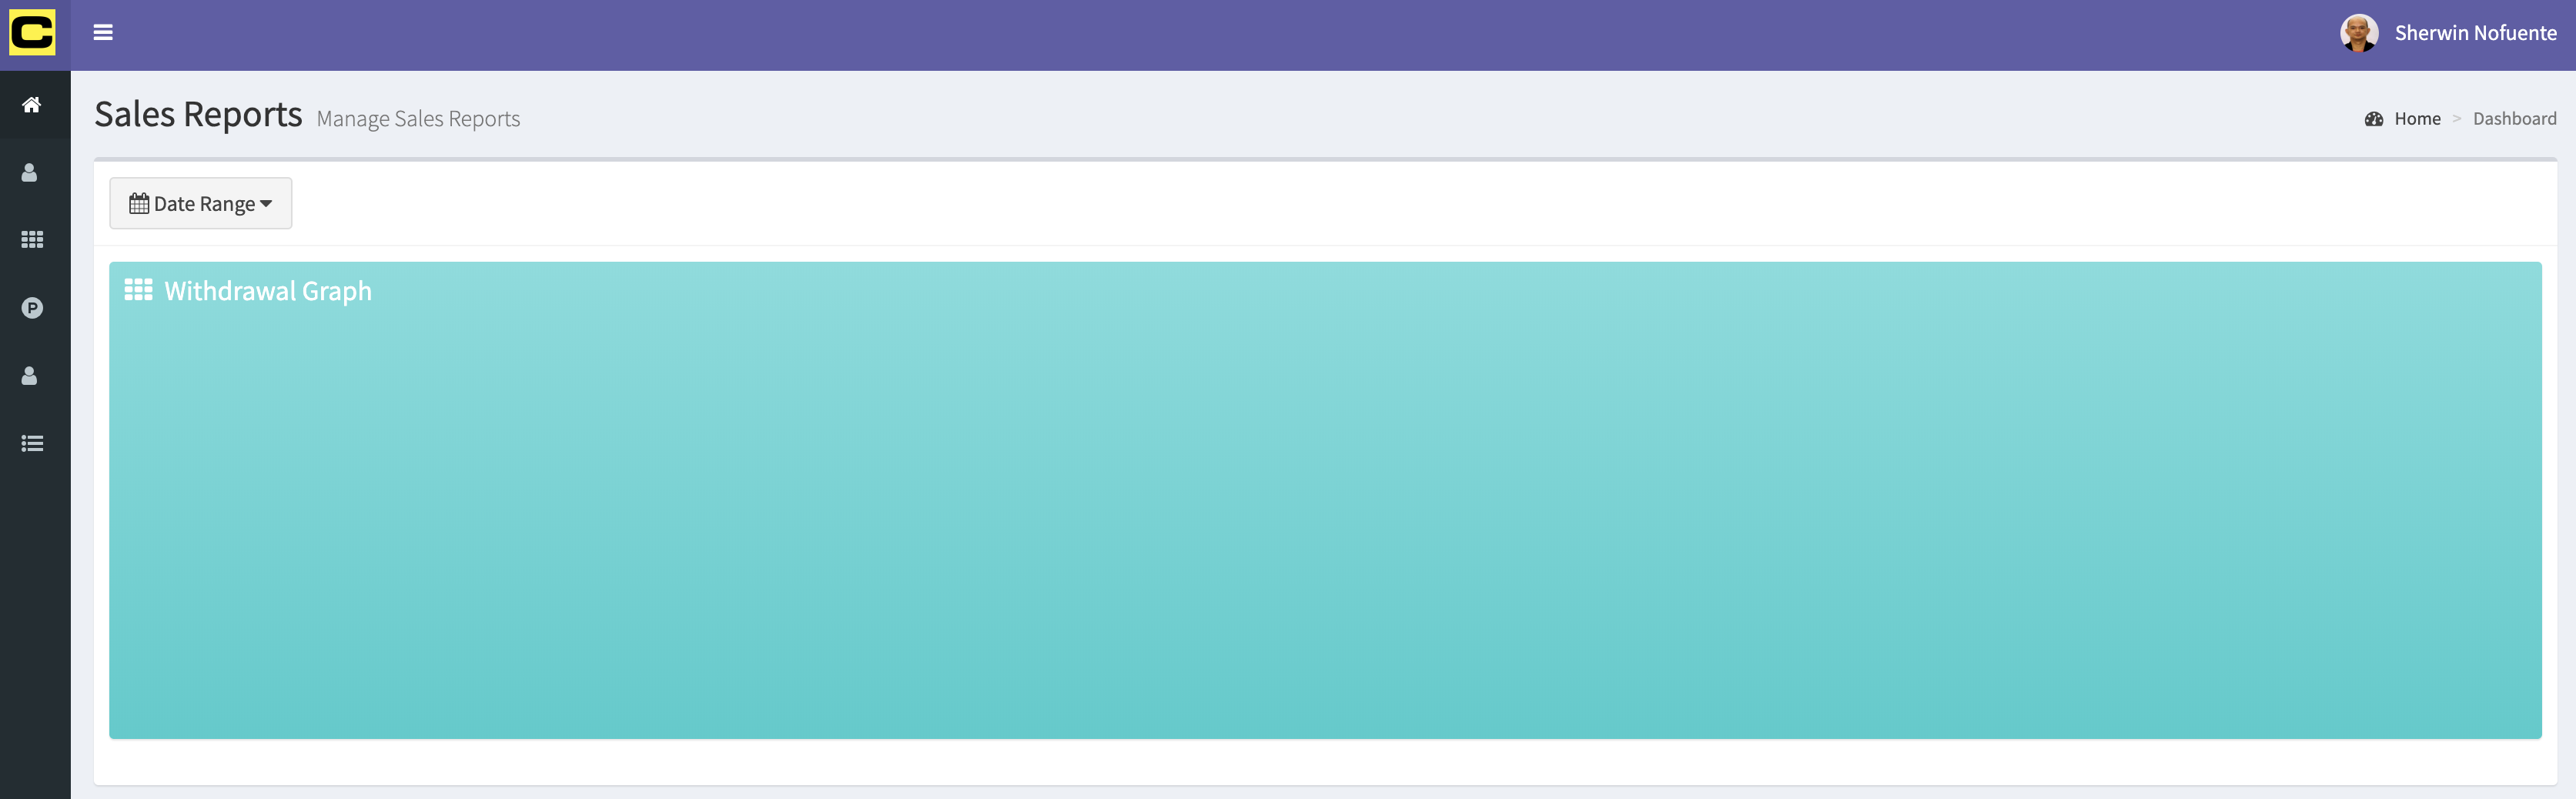 C
Sherwin Nofuente
Sales Reports Manage Sales Reports
Home > Dashboard
Date Range
Withdrawal Graph
P